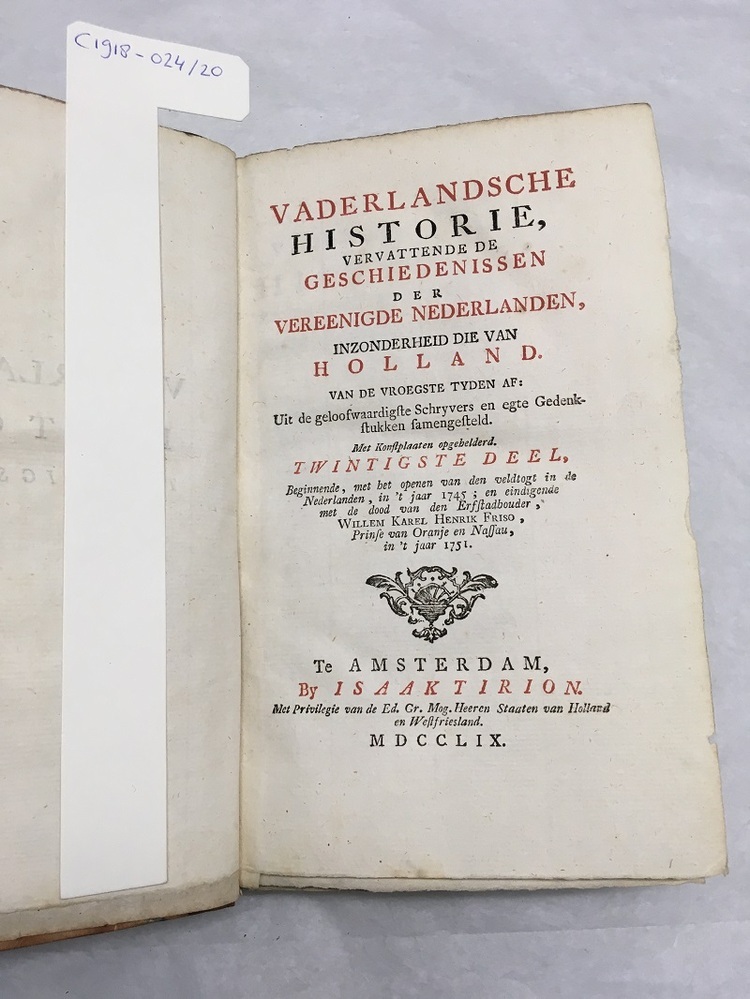 C1918-024/20
VADERLANDSCHE
HISTORIE,
VERVATTENDE DE
GESCHIEDENISSEN
DER
VEREENIGDE NEDERLANDEN,
INZONDERHEID DIE VAN
HOLLAND.
VAN DE VROEGSTE TYDEN AF:
Uit de geloofwaardigſte Schryvers en egte Gedenk-
ſtukken ſamengeſteld.
Met Konſtplaaten opgehelderd.
TWINTIGSTE DEEL,
Beginnende, met het openen van den veldtogt in de
Nederlanden, in 't jaar 1745; en eindigende
met de dood van den Erfſtadhouder,
WILLEM KAREL HENRIK FRISO,
Prinſe van Oranje en Naſſau,
in 't jaar 1751.
Te AMSTERDAM,
By ISAAK TIRION.
Met Privilegie van de Ed. Gr. Mog. Heeren Staaten van Holland
en Weſtfriesland.
MDCCLIX.